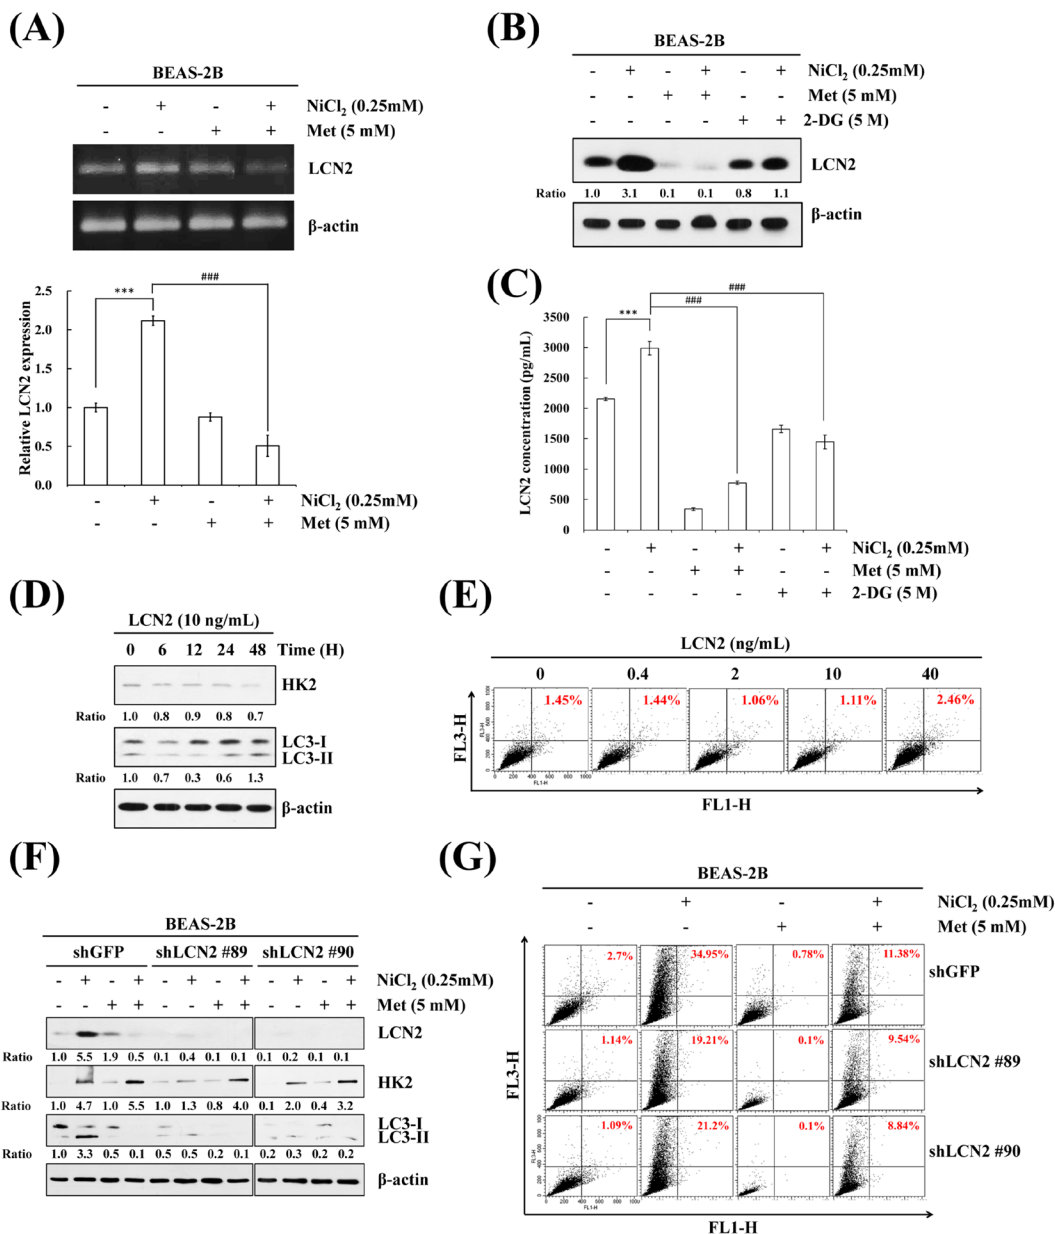 (A)
BEAS-2B
- + - + NiCl2 (0.25mM)
- - + + Met (5 mM)
LCN2
β-actin
*** ###
Relative LCN2 expression
2.5
2.0
1.5
1.0
0.5
0.0
- + - + NiCl2 (0.25mM)
- - + + Met (5 mM)
(B)
BEAS-2B
- + - + - + NiCl2 (0.25mM)
- - + + - - Met (5 mM)
- - - - + + 2-DG (5 M)
LCN2
Ratio 1.0 3.1 0.1 0.1 0.8 1.1
β-actin
(C)
###
###
***
LCN2 concentration (pg/mL)
3500
3000
2500
2000
1500
1000
500
0
- + - + - + NiCl2 (0.25mM)
- - + + - - Met (5 mM)
- - - - + + 2-DG (5 M)
(D)
LCN2 (10 ng/mL)
0 6 12 24 48 Time (H)
HK2
Ratio 1.0 0.8 0.9 0.8 0.7
LC3-I
LC3-II
Ratio 1.0 0.7 0.3 0.6 1.3
β-actin
(E)
LCN2 (ng/mL)
0 0.4 2 10 40
1.45% 1.44% 1.06% 1.11% 2.46%
FL3-H
FL1-H
(F)
BEAS-2B
shGFP shLCN2 #89 shLCN2 #90
- + - + - + - + - + - + NiCl2 (0.25mM)
- - + + - - + + - - + + Met (5 mM)
LCN2
Ratio 1.0 5.5 1.9 0.5 0.1 0.4 0.1 0.1 0.1 0.2 0.1 0.1
HK2
Ratio 1.0 4.7 1.0 5.5 1.0 1.3 0.8 4.0 0.1 2.0 0.4 3.2
LC3-I
LC3-II
Ratio 1.0 3.3 0.5 0.1 0.5 0.5 0.2 0.1 0.2 0.3 0.2 0.2
β-actin
(G)
BEAS-2B
- + - + NiCl2 (0.25mM)
- - + + Met (5 mM)
2.7% 34.95% 0.78% 11.38% shGFP
1.14% 19.21% 0.1% 9.54% shLCN2 #89
1.09% 21.2% 0.1% 8.84% shLCN2 #90
FL3-H
FL1-H